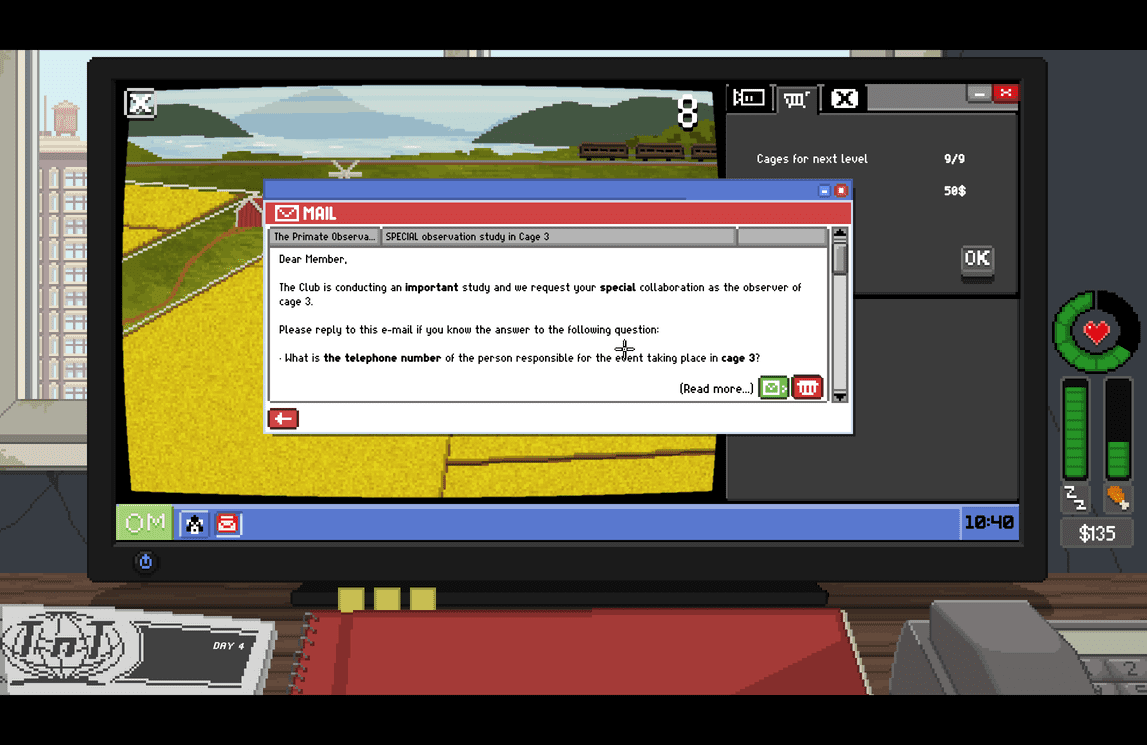 8
Cages for next level 9/9
50$
OK
MAIL
The Primate Observa... SPECIAL observation study in Cage 3
Dear Member,
The Club is conducting an important study and we request your special collaboration as the observer of
cage 3.
Please reply to this e-mail if you know the answer to the following question:
· What is the telephone number of the person responsible for the event taking place in cage 3?
(Read more...)
OM
10:40
zzz
$135
TnT
DAY 4
2